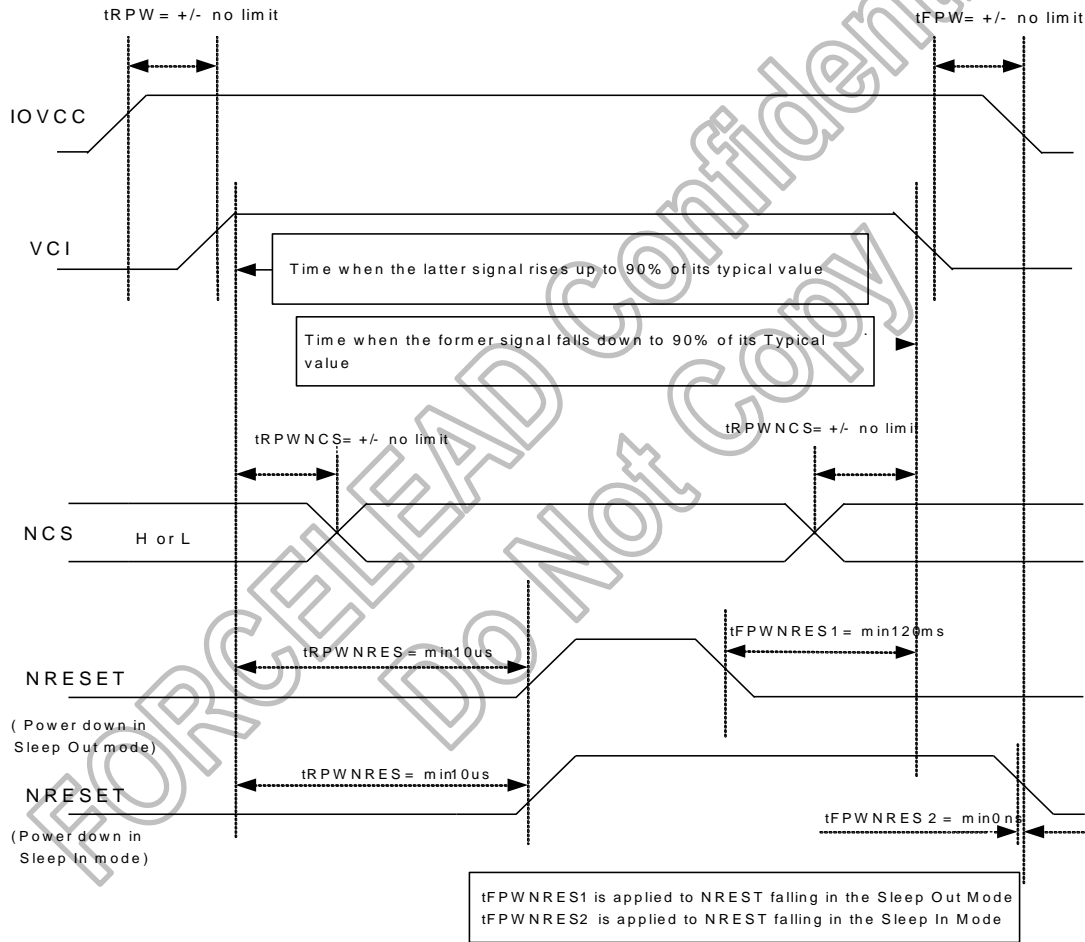 tRPW = +/- no limit
tFPW= +/- no limit
IOVCC
VCI
Time when the latter signal rises up to 90% of its typical value
Time when the former signal falls down to 90% of its Typical
value
tRPWNCS= +/- no limit
tRPWNCS= +/- no limit
NCS
H or L
tRPWNRES = min10us
tFPWNRES1 = min120ms
NRESET
( Power down in
Sleep Out mode)
tRPWNRES = min10us
NRESET
(Power down in
Sleep In mode)
tFPWNRES2 = min0ns
tFPWNRES1 is applied to NREST falling in the Sleep Out Mode
tFPWNRES2 is applied to NREST falling in the Sleep In Mode
FORCELEAD Confidential
Do Not Copy